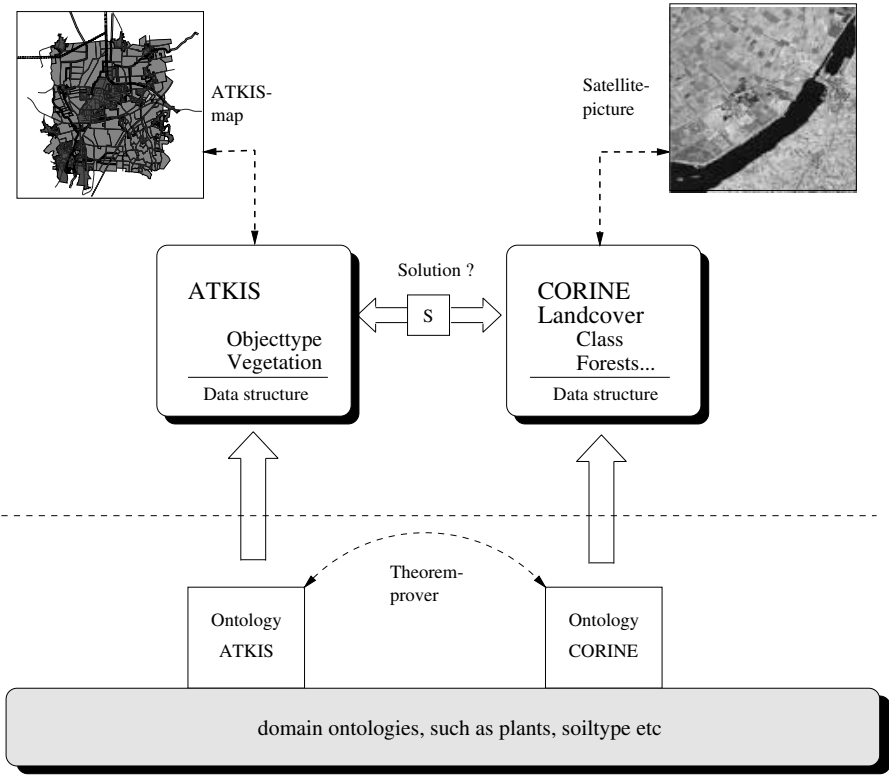 ATKIS-
map
Satellite-
picture
Solution ?
S
ATKIS
Objecttype
Vegetation
Data structure
CORINE
Landcover
Class
Forests...
Data structure
Theorem-
prover
Ontology
ATKIS
Ontology
CORINE
domain ontologies, such as plants, soiltype etc